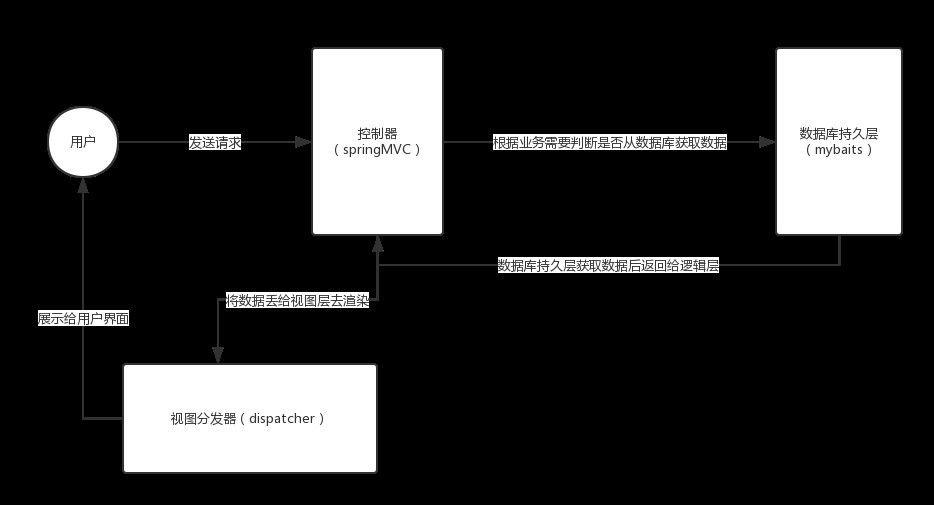 用户
发送请求
控制器
（springMVC）
根据业务需要判断是否从数据库获取数据
数据库持久层
（mybaits）
数据库持久层获取数据后返回给逻辑层
将数据丢给视图层去渲染
展示给用户界面
视图分发器（dispatcher）